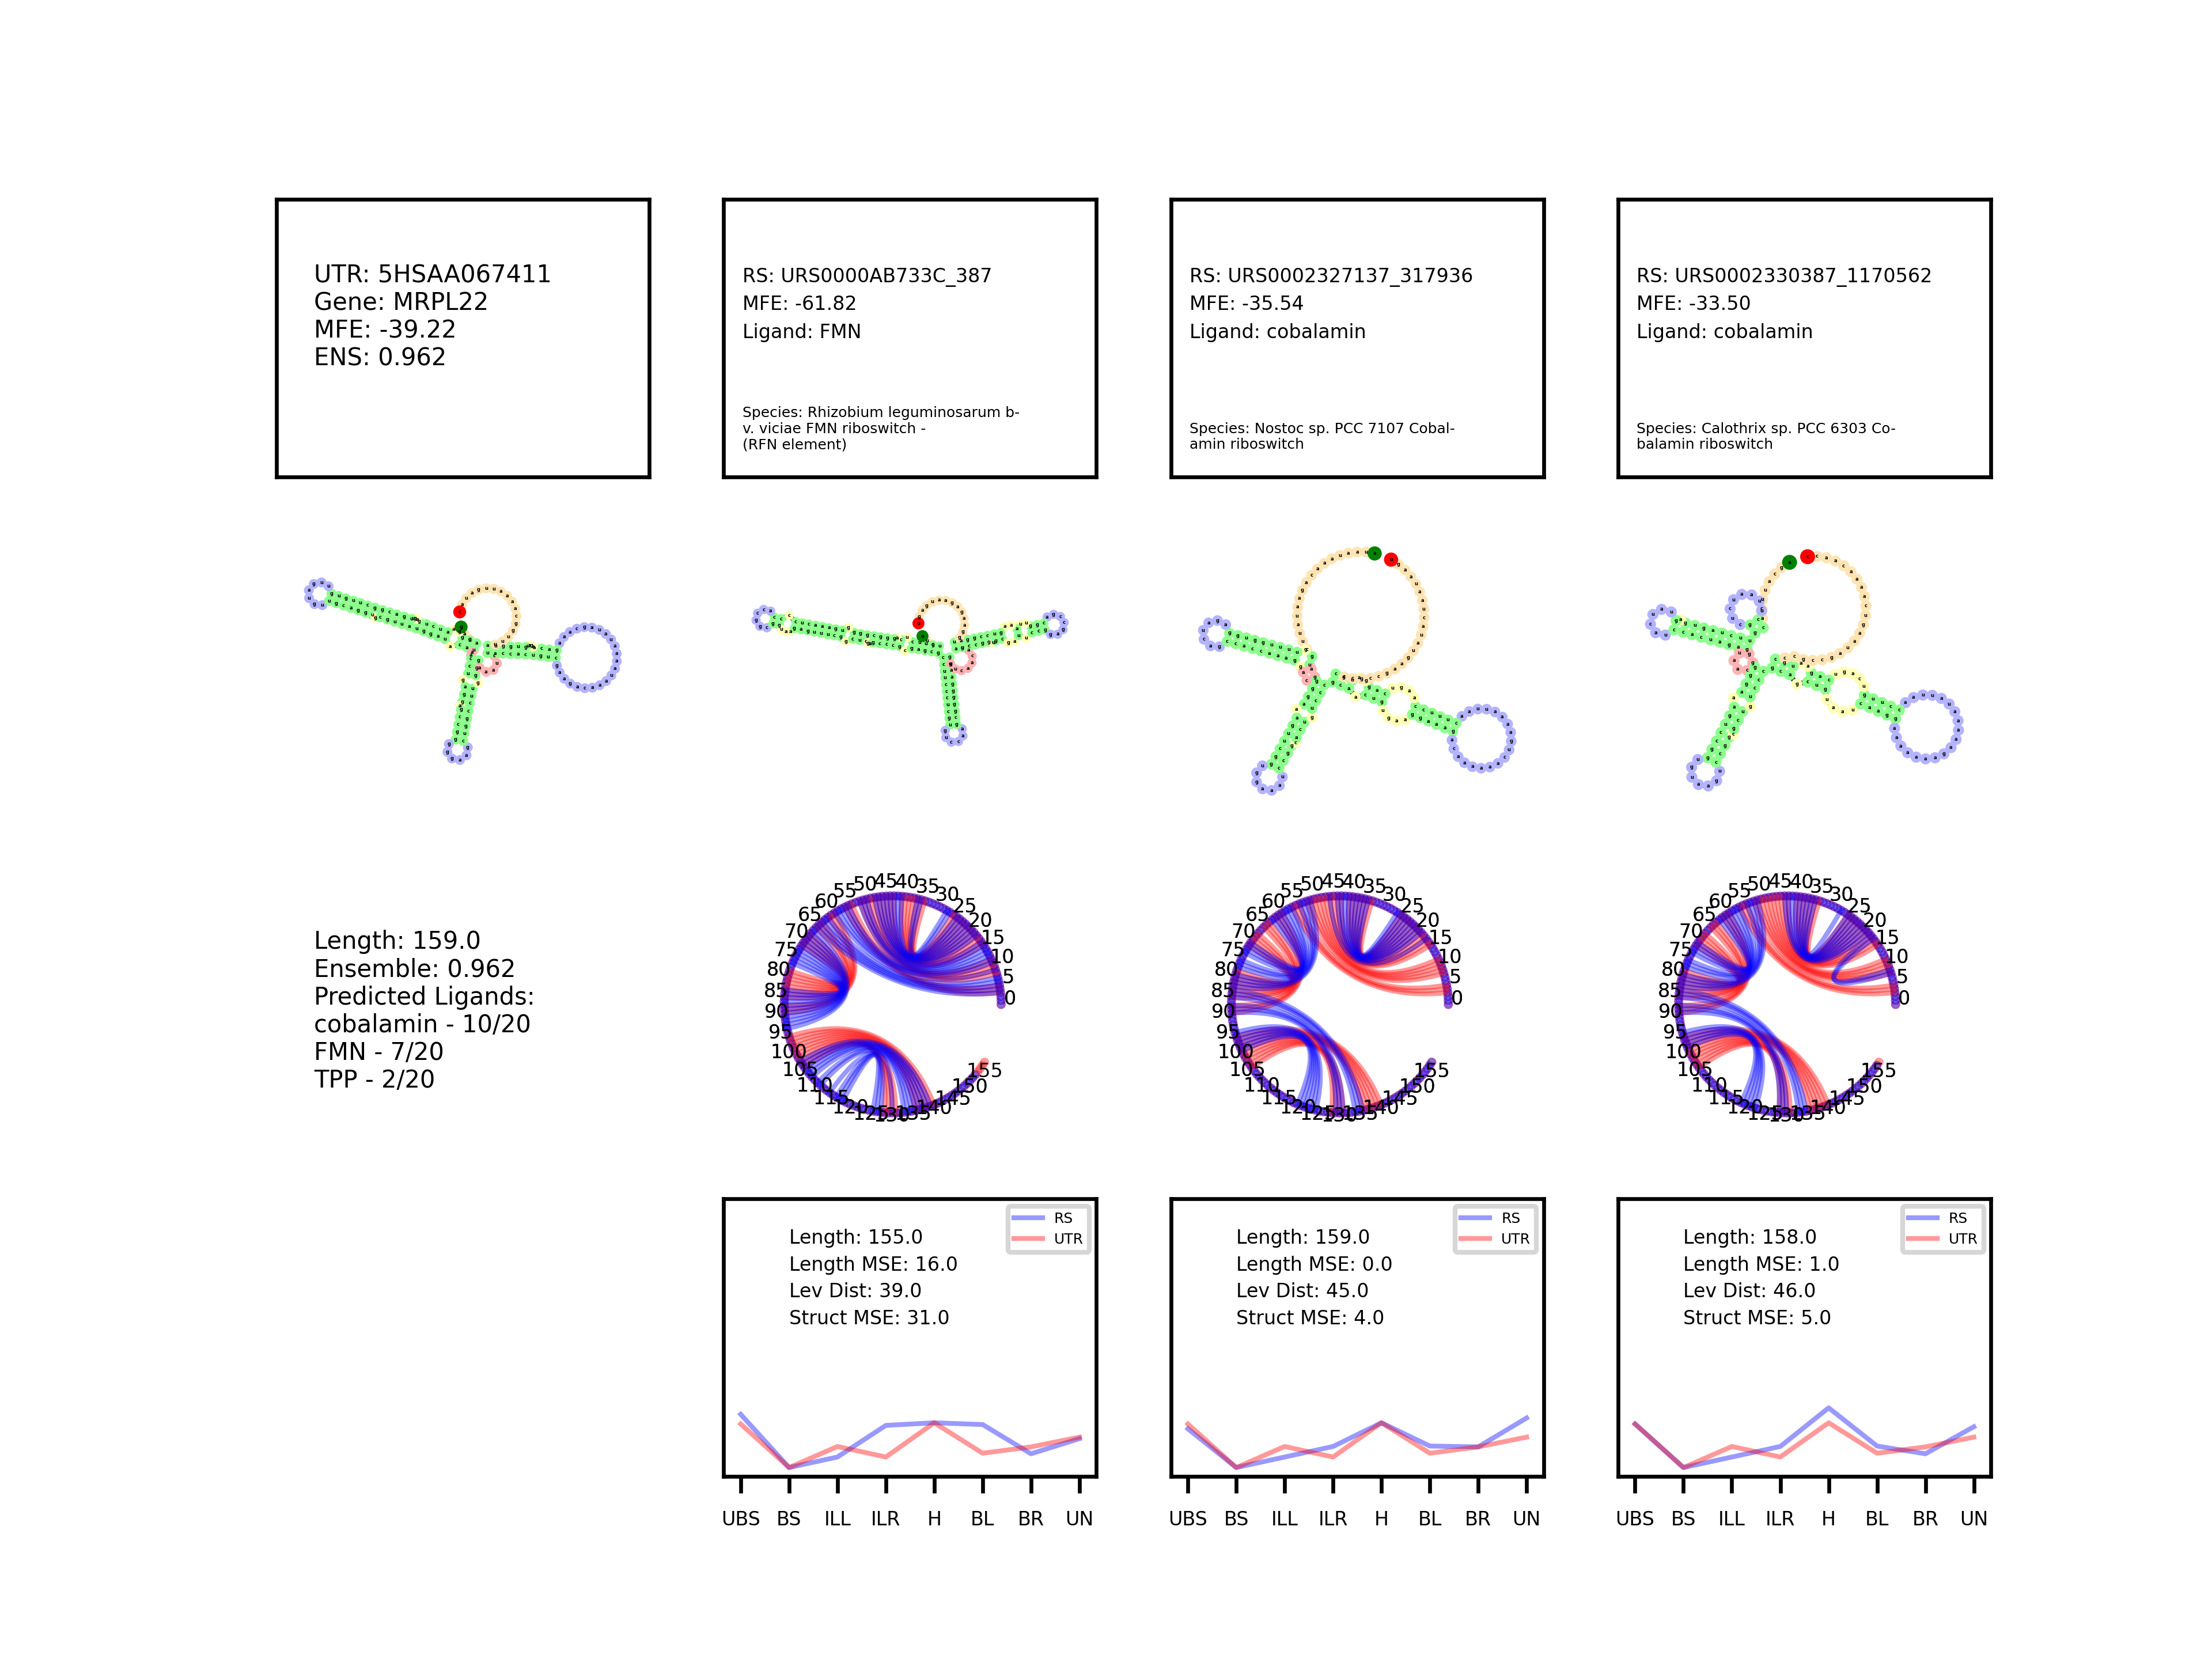 UTR: 5HSAA067411
Gene: MRPL22
MFE: -39.22
ENS: 0.962
RS: URS0000AB733C_387
MFE: -61.82
Ligand: FMN
Species: Rhizobium leguminosarum b-
v. viciae FMN riboswitch -
(RFN element)
RS: URS0002327137_317936
MFE: -35.54
Ligand: cobalamin
Species: Nostoc sp. PCC 7107 Cobal-
amin riboswitch
RS: URS0002330387_1170562
MFE: -33.50
Ligand: cobalamin
Species: Calothrix sp. PCC 6303 Co-
balamin riboswitch
Length: 159.0
Ensemble: 0.962
Predicted Ligands:
cobalamin - 10/20
FMN - 7/20
TPP - 2/20
0 5 10 15 20 25 30 35 40 45 50 55 60 65 70 75 80 85 90 95 100 105 110 115 120 125 130 135 140 145 150 155
0 5 10 15 20 25 30 35 40 45 50 55 60 65 70 75 80 85 90 95 100 105 110 115 120 125 130 135 140 145 150 155
0 5 10 15 20 25 30 35 40 45 50 55 60 65 70 75 80 85 90 95 100 105 110 115 120 125 130 135 140 145 150 155
RS
UTR
Length: 155.0
Length MSE: 16.0
Lev Dist: 39.0
Struct MSE: 31.0
UBS BS ILL ILR H BL BR UN
RS
UTR
Length: 159.0
Length MSE: 0.0
Lev Dist: 45.0
Struct MSE: 4.0
UBS BS ILL ILR H BL BR UN
RS
UTR
Length: 158.0
Length MSE: 1.0
Lev Dist: 46.0
Struct MSE: 5.0
UBS BS ILL ILR H BL BR UN